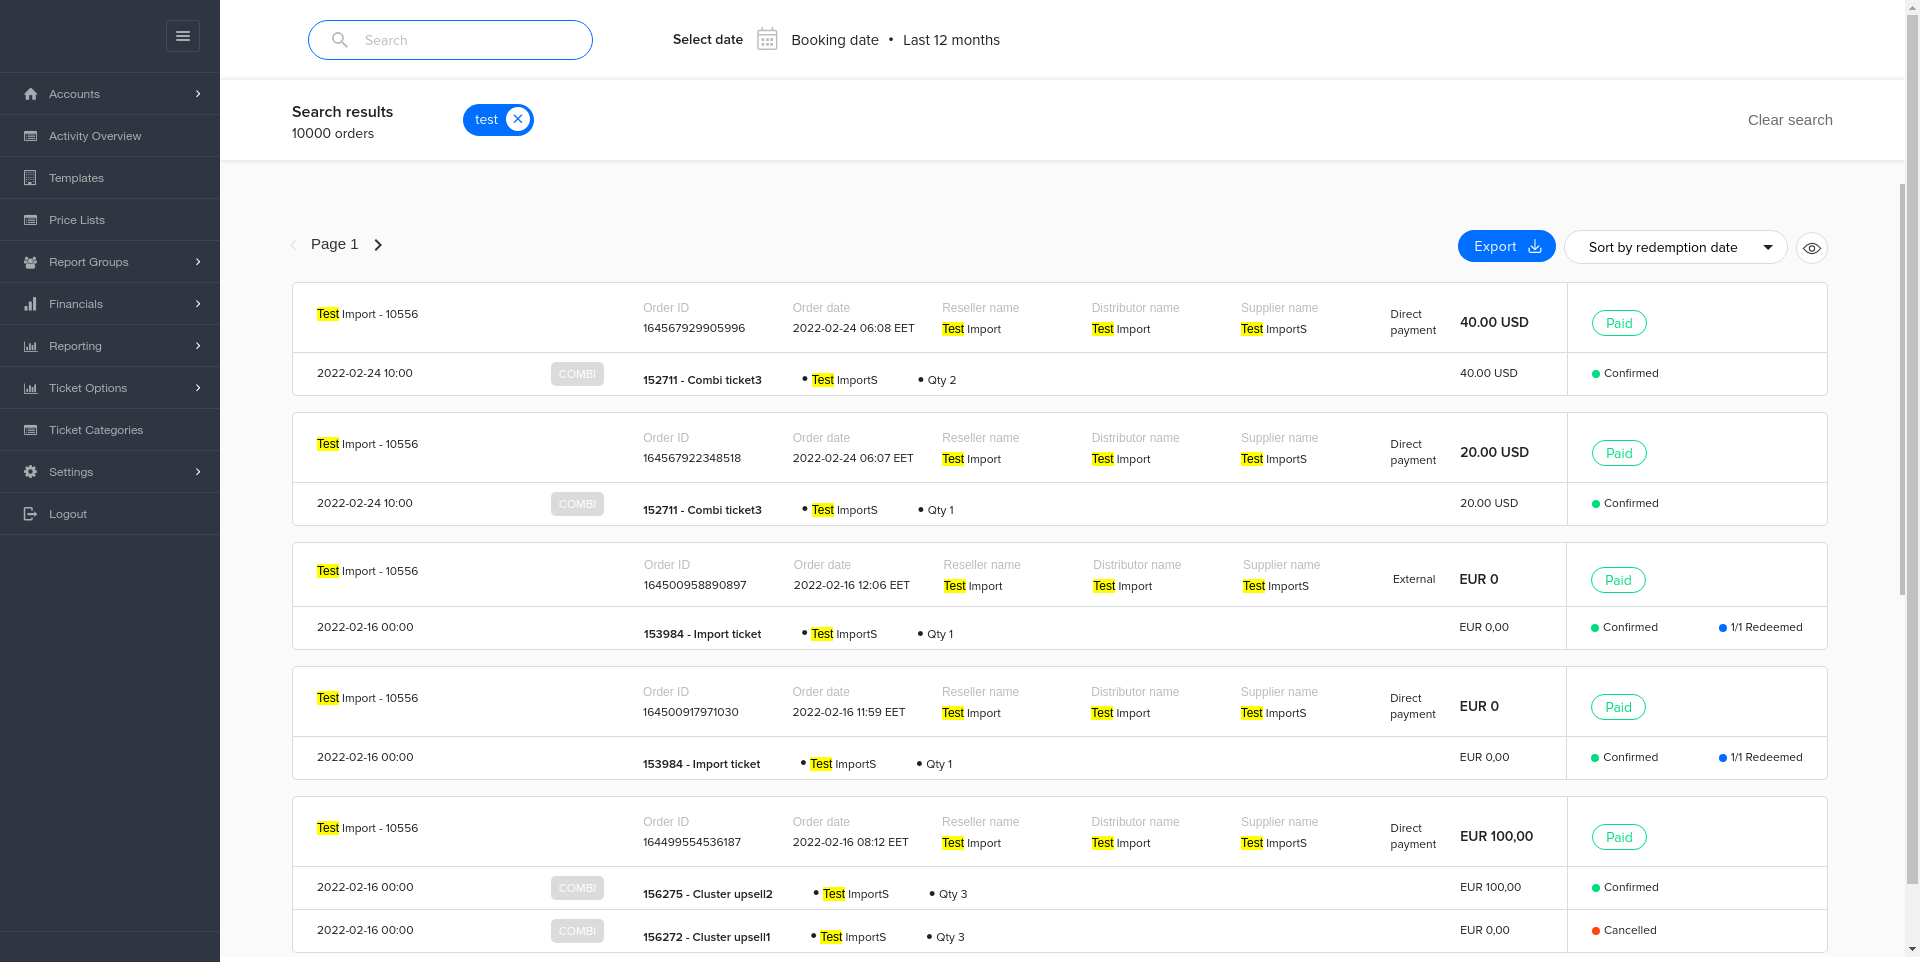 Search
Select date Booking date • Last 12 months
Search results
10000 orders
test
Clear search
Accounts
Activity Overview
Templates
Price Lists
Report Groups
Financials
Reporting
Ticket Options
Ticket Categories
Settings
Logout
Page 1
Export
Sort by redemption date
Test Import - 10556
Order ID Order date Reseller name Distributor name Supplier name
164567929905996 2022-02-24 06:08 EET Test Import Test Import Test ImportS
Direct
payment
40.00 USD
Paid
2022-02-24 10:00 COMBI 152711 - Combi ticket3 • Test ImportS • Qty 2 40.00 USD Confirmed
Test Import - 10556
Order ID Order date Reseller name Distributor name Supplier name
164567922348518 2022-02-24 06:07 EET Test Import Test Import Test ImportS
Direct
payment
20.00 USD
Paid
2022-02-24 10:00 COMBI 152711 - Combi ticket3 • Test ImportS • Qty 1 20.00 USD Confirmed
Test Import - 10556
Order ID Order date Reseller name Distributor name Supplier name
164500958890897 2022-02-16 12:06 EET Test Import Test Import Test ImportS
External
EUR 0
Paid
2022-02-16 00:00 153984 - Import ticket • Test ImportS • Qty 1 EUR 0,00 Confirmed 1/1 Redeemed
Test Import - 10556
Order ID Order date Reseller name Distributor name Supplier name
164500917971030 2022-02-16 11:59 EET Test Import Test Import Test ImportS
Direct
payment
EUR 0
Paid
2022-02-16 00:00 153984 - Import ticket • Test ImportS • Qty 1 EUR 0,00 Confirmed 1/1 Redeemed
Test Import - 10556
Order ID Order date Reseller name Distributor name Supplier name
164499554536187 2022-02-16 08:12 EET Test Import Test Import Test ImportS
Direct
payment
EUR 100,00
Paid
2022-02-16 00:00 COMBI 156275 - Cluster upsell2 • Test ImportS • Qty 3 EUR 100,00 Confirmed
2022-02-16 00:00 COMBI 156272 - Cluster upsell1 • Test ImportS • Qty 3 EUR 0,00 Cancelled